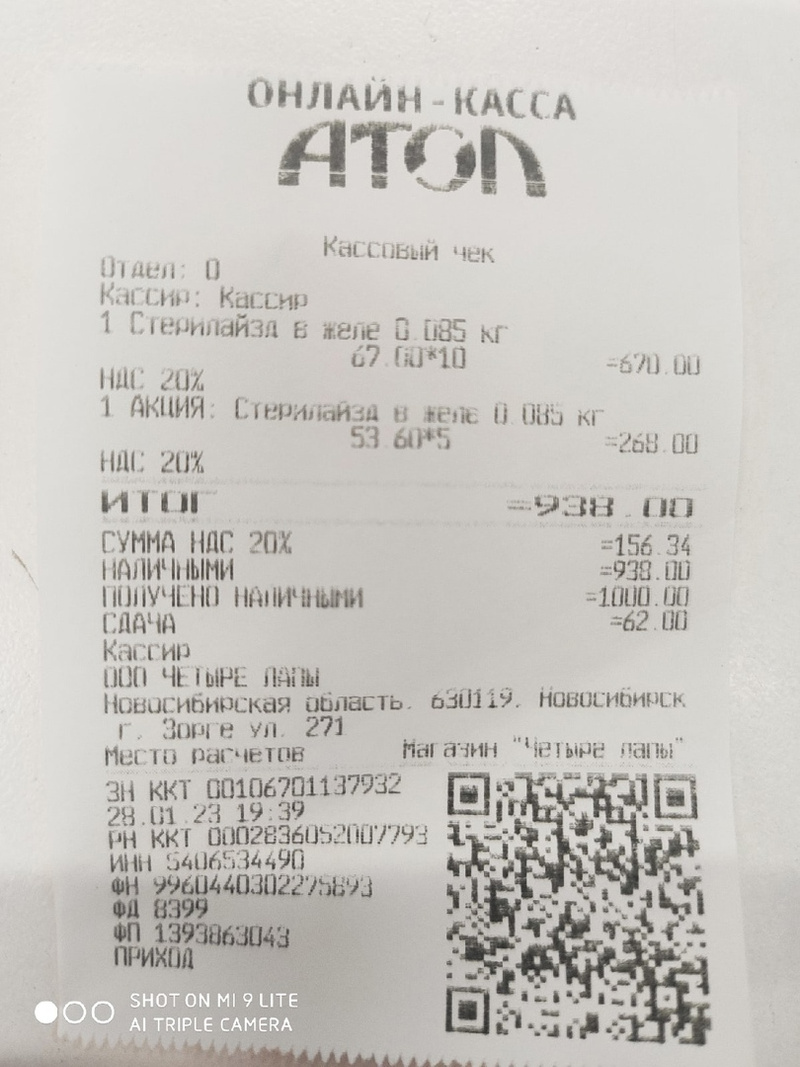 ОНЛАЙН-КАССА
АТОЛ
Кассовый чек
Отдел: 0
Кассир: Кассир
1 Стерилайзд в желе 0.085 кг
67.00*10 =670.00
НДС 20%
1 АКЦИЯ: Стерилайзд в желе 0.085 кг
53.60*5 =268.00
НДС 20%
ИТОГ =938.00
СУММА НДС 20% =156.34
НАЛИЧНЫМИ =938.00
ПОЛУЧЕНО НАЛИЧНЫМИ =1000.00
СДАЧА =62.00
Кассир
ООО ЧЕТЫРЕ ЛАПЫ
Новосибирская область, 630119, Новосибирск
г, Зорге ул, 271
Место расчетов Магазин "Четыре лапы"
ЗН ККТ 00106701137932
28.01.23 19:39
РН ККТ 0002836052007793
ИНН 5406534490
ФН 9960440302275893
ФД 8399
ФП 1393863043
ПРИХОД
SHOT ON MI 9 LITE
AI TRIPLE CAMERA